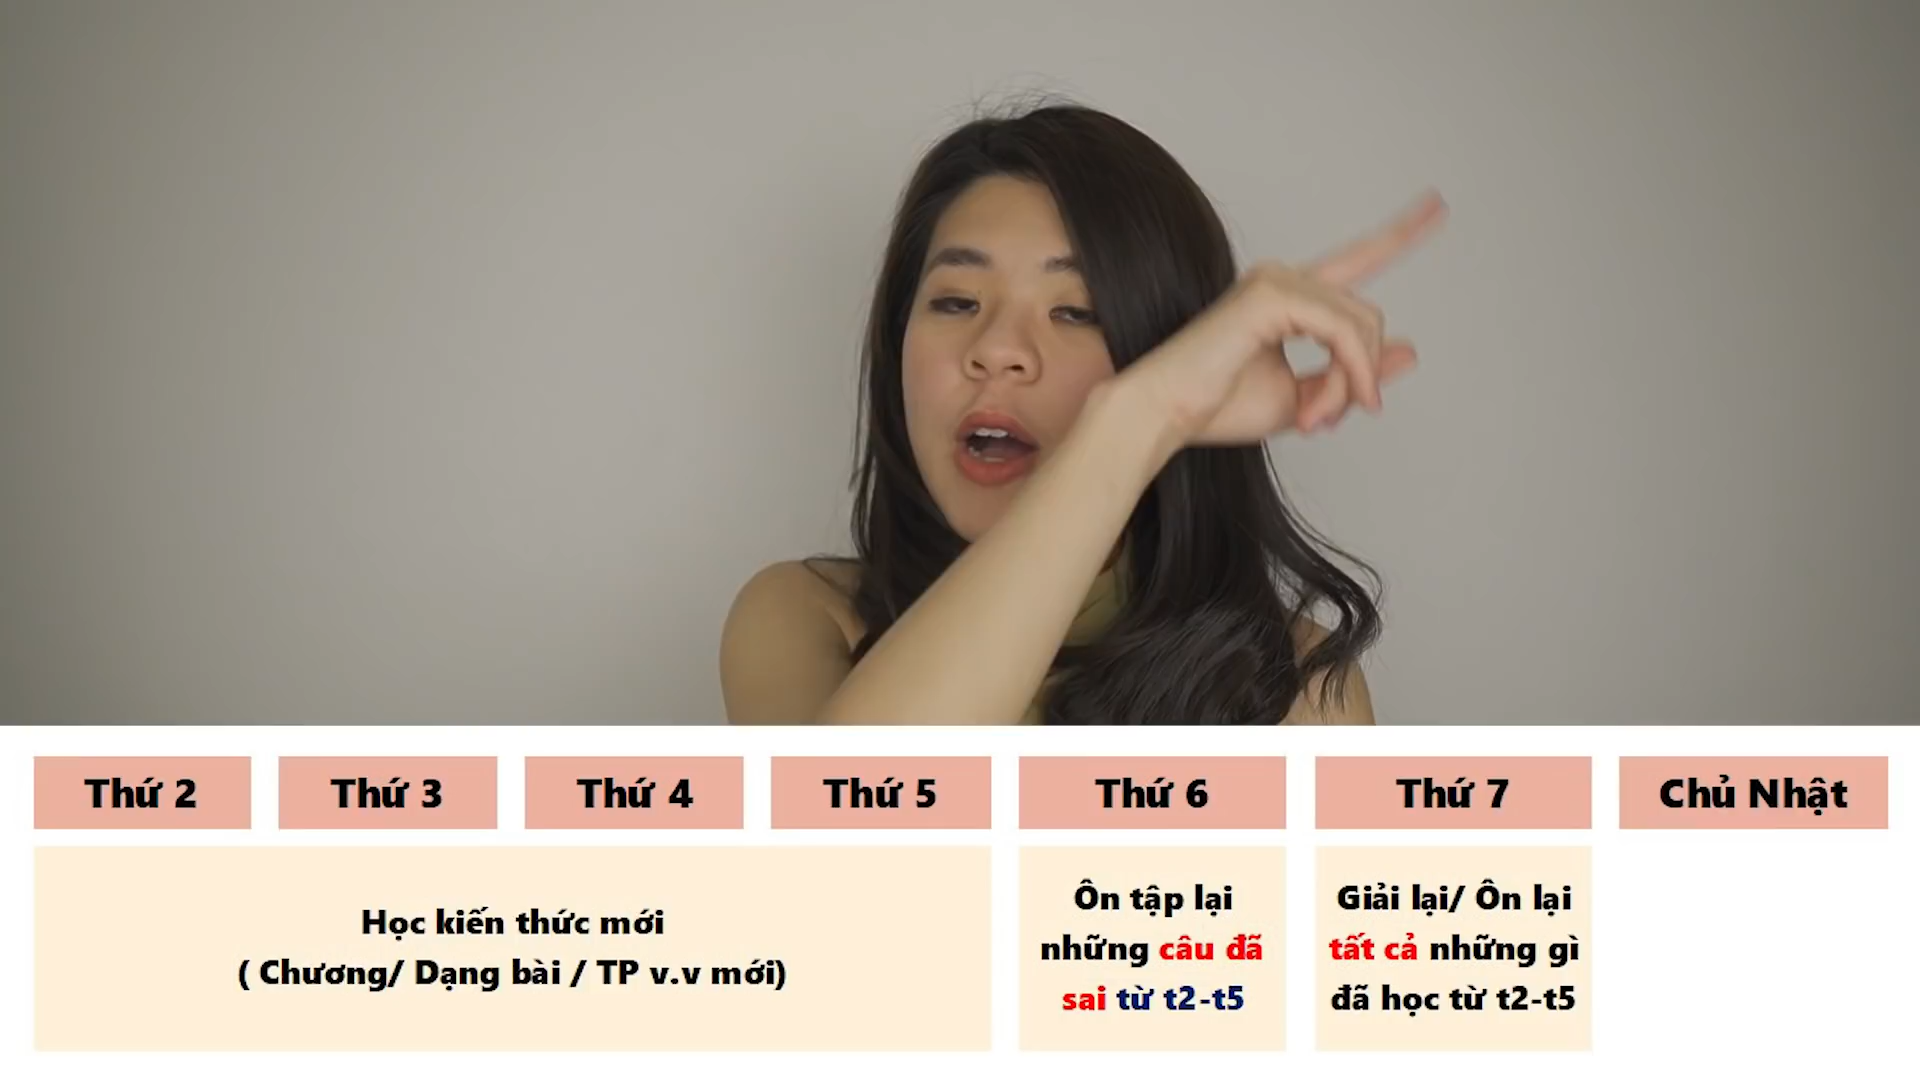 Thứ 2
Thứ 3
Thứ 4
Thứ 5
Thứ 6
Thứ 7
Chủ Nhật
Học kiến thức mới
( Chương/ Dạng bài / TP v.v mới)
Ôn tập lại
những câu đã
sai từ t2-t5
Giải lại/ Ôn lại
tất cả những gì
đã học từ t2-t5